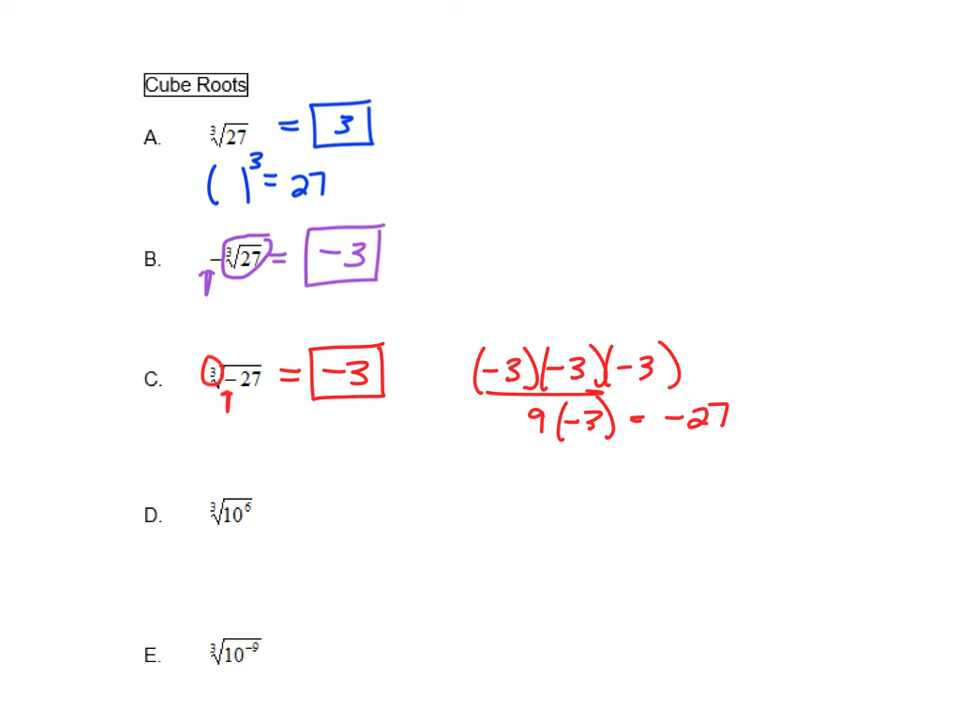 Cube Roots
A. ∛27 = 3
( )³ = 27
B. -∛27 = -3
C. ∛-27 = -3 (-3)(-3)(-3)
9(-3) = -27
D. ∛10⁶
E. ∛10⁻⁹